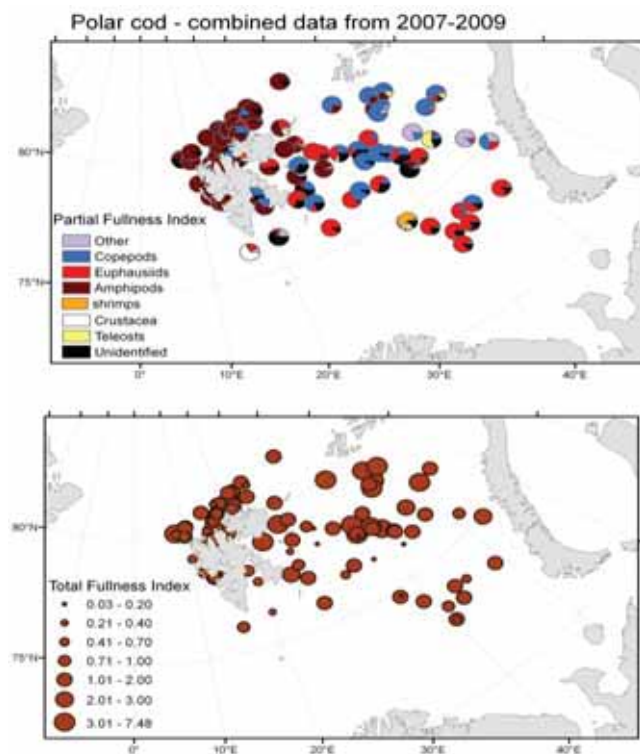 Polar cod - combined data from 2007-2009
80°N
75°N
Partial Fullness Index
Other
Copepods
Euphausiids
Amphipods
shrimps
Crustacea
Teleosts
Unidentified
0° 10°E 20°E 30°E 40°E
80°N
75°N
Total Fullness Index
0.03 - 0.20
0.21 - 0.40
0.41 - 0.70
0.71 - 1.00
1.01 - 2.00
2.01 - 3.00
3.01 - 7.48
0° 10°E 20°E 30°E 40°E